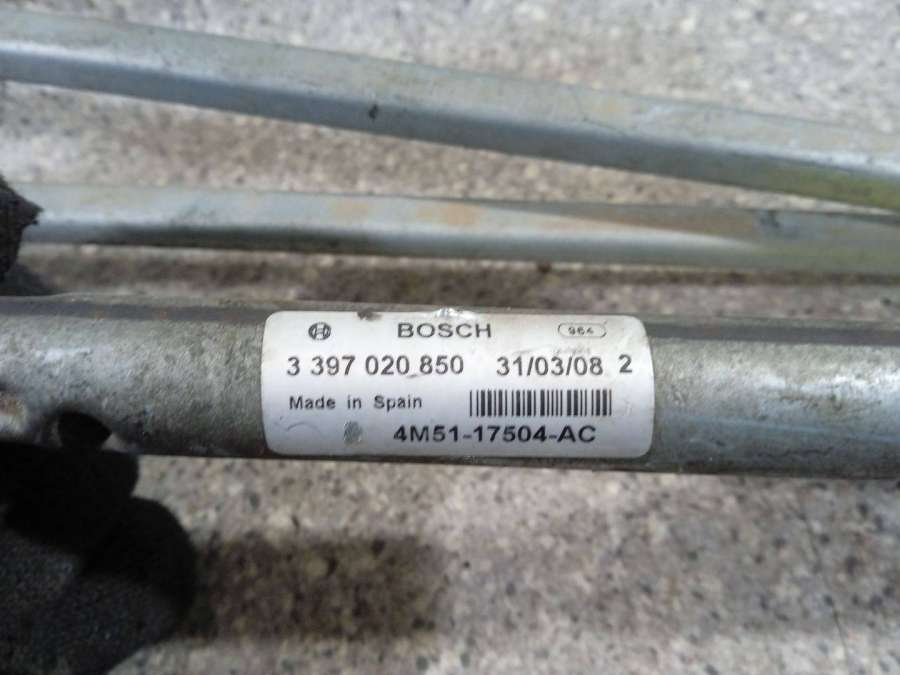 BOSCH 964
3 397 020 850 31/03/08 2
Made in Spain
4M51-17504-AC